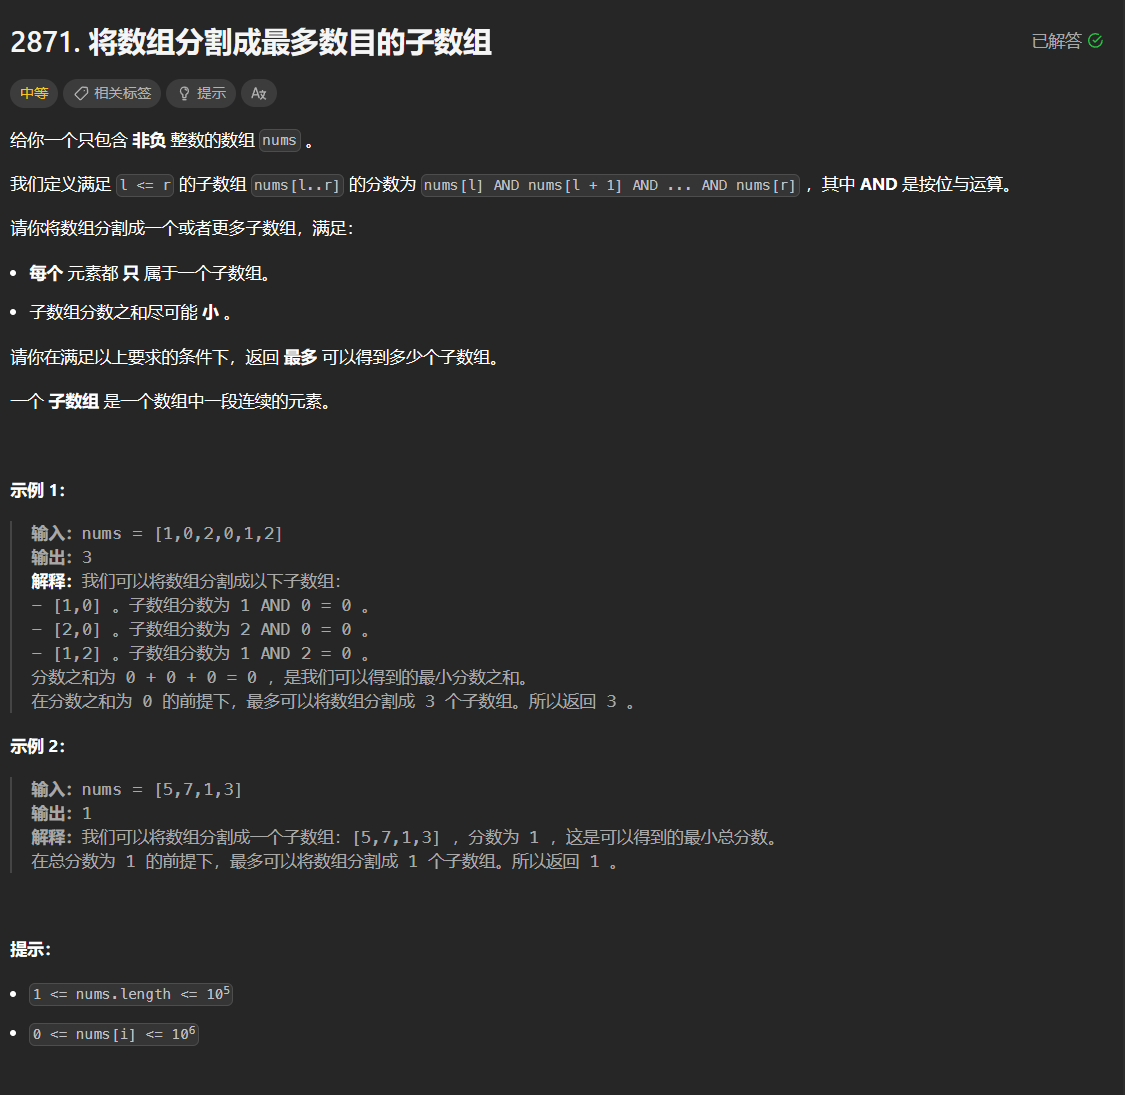 2871. 将数组分割成最多数目的子数组
已解答
中等 相关标签 提示
给你一个只包含 非负 整数的数组 nums 。
我们定义满足 l <= r 的子数组 nums[l..r] 的分数为 nums[l] AND nums[l + 1] AND ... AND nums[r] ，其中 AND 是按位与运算。
请你将数组分割成一个或者更多子数组，满足：
• 每个 元素都 只 属于一个子数组。
• 子数组分数之和尽可能 小 。
请你在满足以上要求的条件下，返回 最多 可以得到多少个子数组。
一个 子数组 是一个数组中一段连续的元素。
示例 1：
输入：nums = [1,0,2,0,1,2]
输出：3
解释：我们可以将数组分割成以下子数组：
- [1,0] 。子数组分数为 1 AND 0 = 0 。
- [2,0] 。子数组分数为 2 AND 0 = 0 。
- [1,2] 。子数组分数为 1 AND 2 = 0 。
分数之和为 0 + 0 + 0 = 0 ，是我们可以得到的最小分数之和。
在分数之和为 0 的前提下，最多可以将数组分割成 3 个子数组。所以返回 3 。
示例 2：
输入：nums = [5,7,1,3]
输出：1
解释：我们可以将数组分割成一个子数组：[5,7,1,3] ，分数为 1 ，这是可以得到的最小总分数。
在总分数为 1 的前提下，最多可以将数组分割成 1 个子数组。所以返回 1 。
提示：
• 1 <= nums.length <= 10⁵
• 0 <= nums[i] <= 10⁶